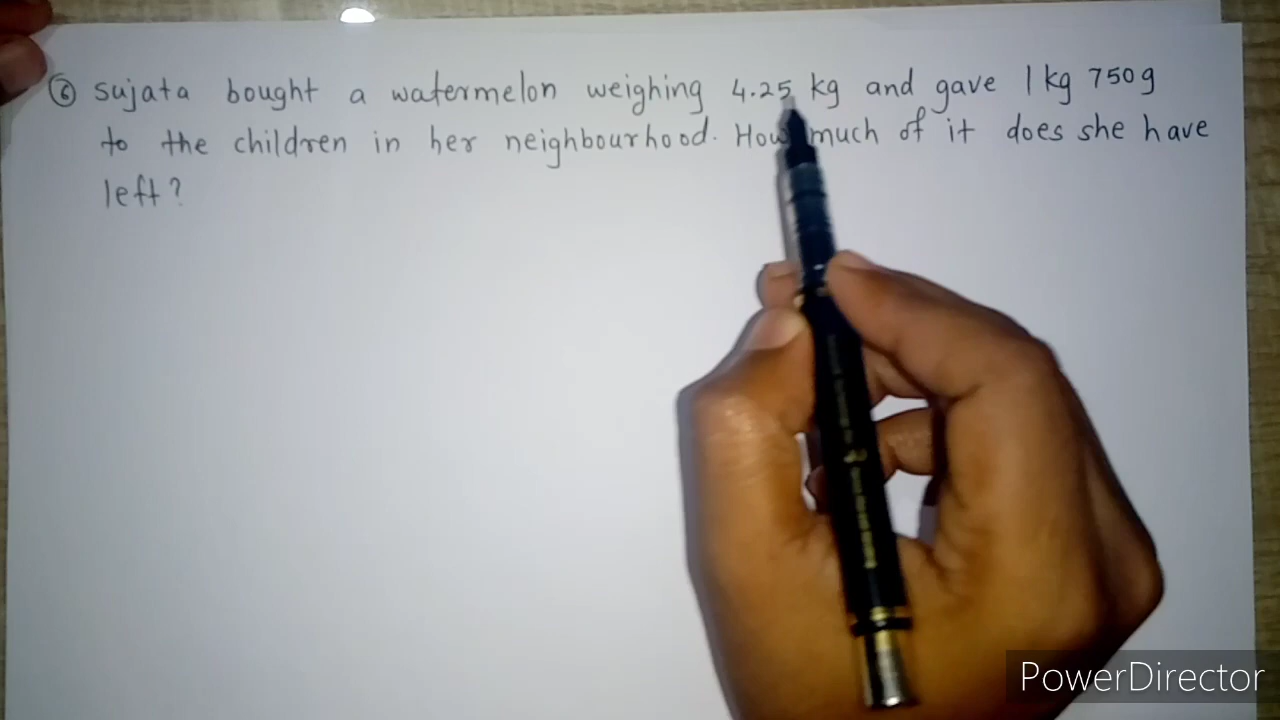 ⑥ Sujata bought a watermelon weighing 4.25 kg and gave 1 kg 750 g
to the children in her neighbourhood. How much of it does she have
left?
PowerDirector